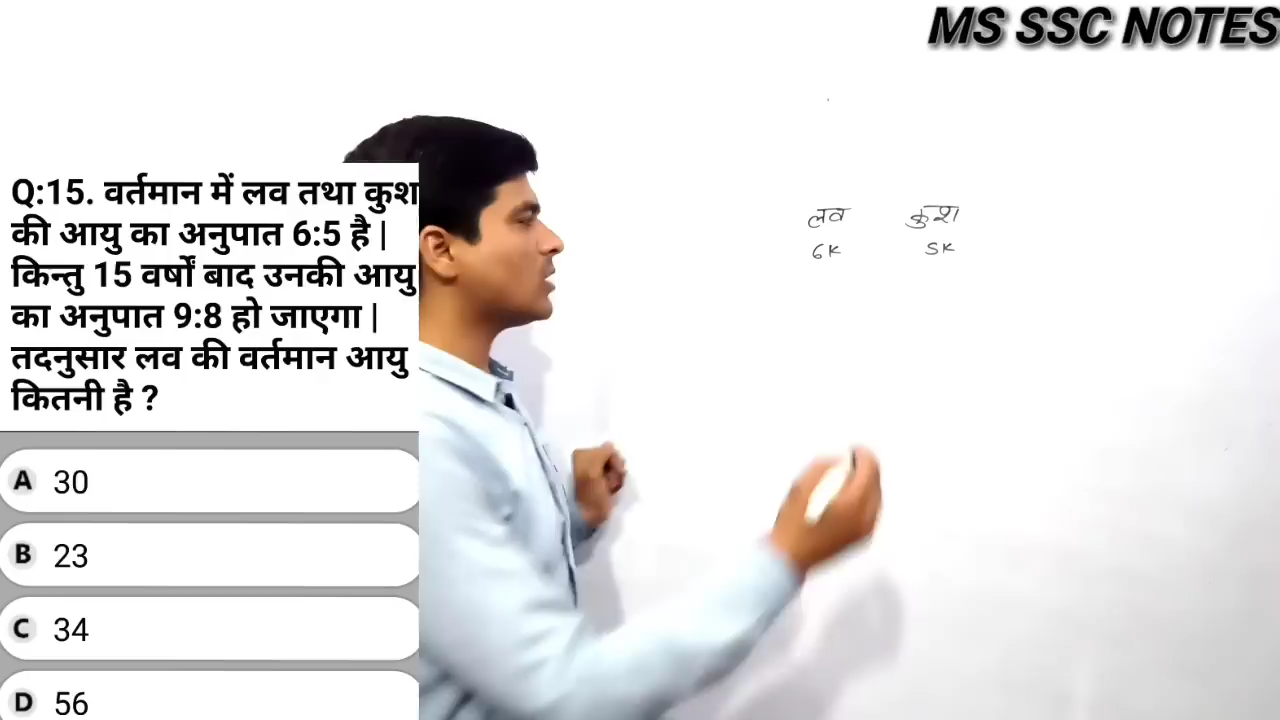 MS SSC NOTES
Q:15. वर्तमान में लव तथा कुश
की आयु का अनुपात 6:5 है |
किन्तु 15 वर्षों बाद उनकी आयु
का अनुपात 9:8 हो जाएगा |
तदनुसार लव की वर्तमान आयु
कितनी है ?
A 30
B 23
C 34
D 56
लव कुश
6K 5K